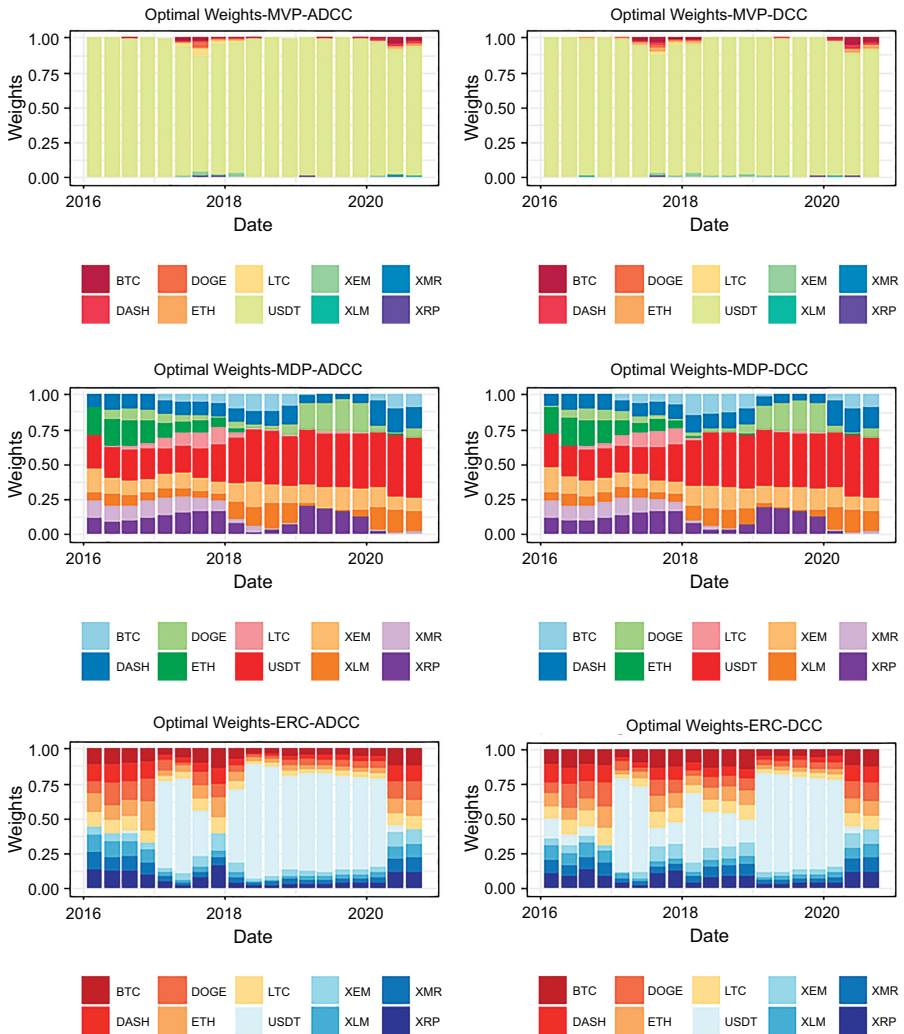 Optimal Weights-MVP-ADCC
Weights
1.00
0.75
0.50
0.25
0.00
2016 2018 2020
Date
BTC DOGE LTC XEM XMR
DASH ETH USDT XLM XRP
Optimal Weights-MVP-DCC
Weights
1.00
0.75
0.50
0.25
0.00
2016 2018 2020
Date
BTC DOGE LTC XEM XMR
DASH ETH USDT XLM XRP
Optimal Weights-MDP-ADCC
Weights
1.00
0.75
0.50
0.25
0.00
2016 2018 2020
Date
BTC DOGE LTC XEM XMR
DASH ETH USDT XLM XRP
Optimal Weights-MDP-DCC
Weights
1.00
0.75
0.50
0.25
0.00
2016 2018 2020
Date
BTC DOGE LTC XEM XMR
DASH ETH USDT XLM XRP
Optimal Weights-ERC-ADCC
Weights
1.00
0.75
0.50
0.25
0.00
2016 2018 2020
Date
BTC DOGE LTC XEM XMR
DASH ETH USDT XLM XRP
Optimal Weights-ERC-DCC
Weights
1.00
0.75
0.50
0.25
0.00
2016 2018 2020
Date
BTC DOGE LTC XEM XMR
DASH ETH USDT XLM XRP